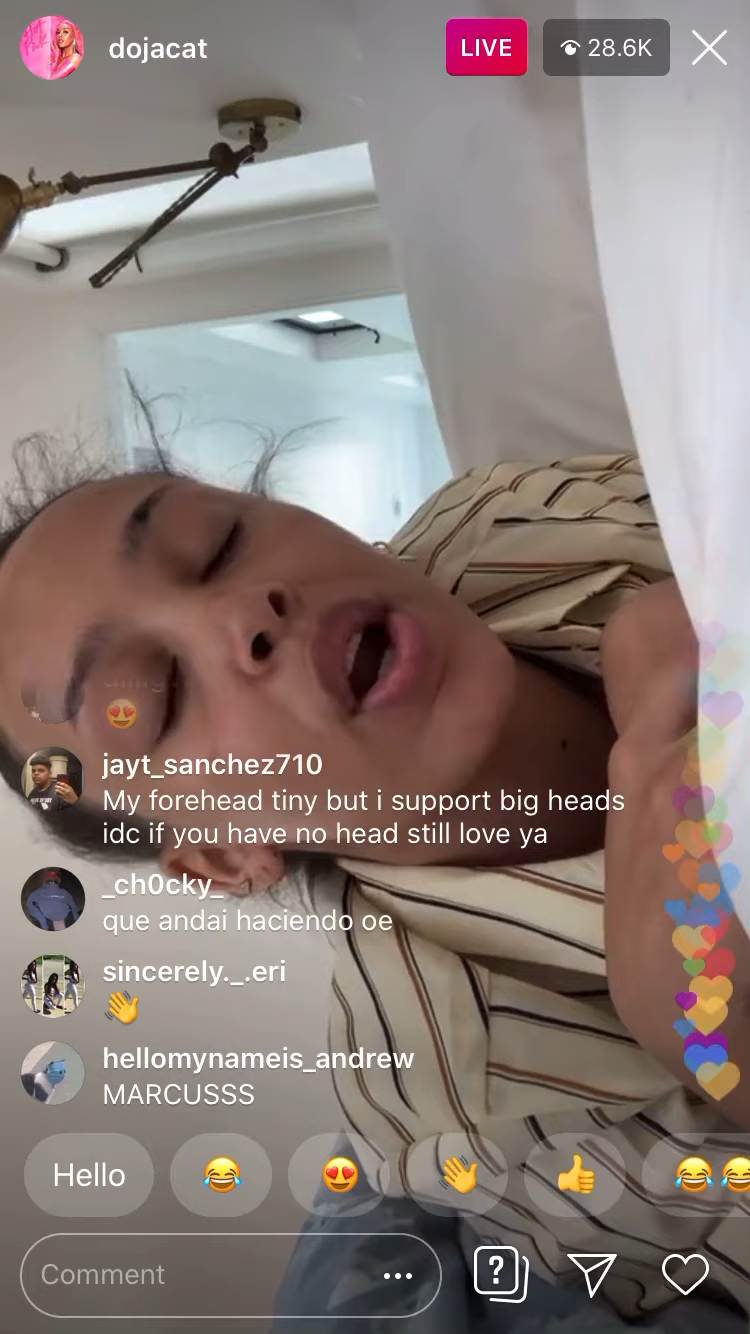 dojacat
LIVE
28.6K
jayt_sanchez710
My forehead tiny but i support big heads
idc if you have no head still love ya
_ch0cky_
que andai haciendo oe
sincerely._.eri
👋
hellomynameis_andrew
MARCUSSS
Hello
Comment